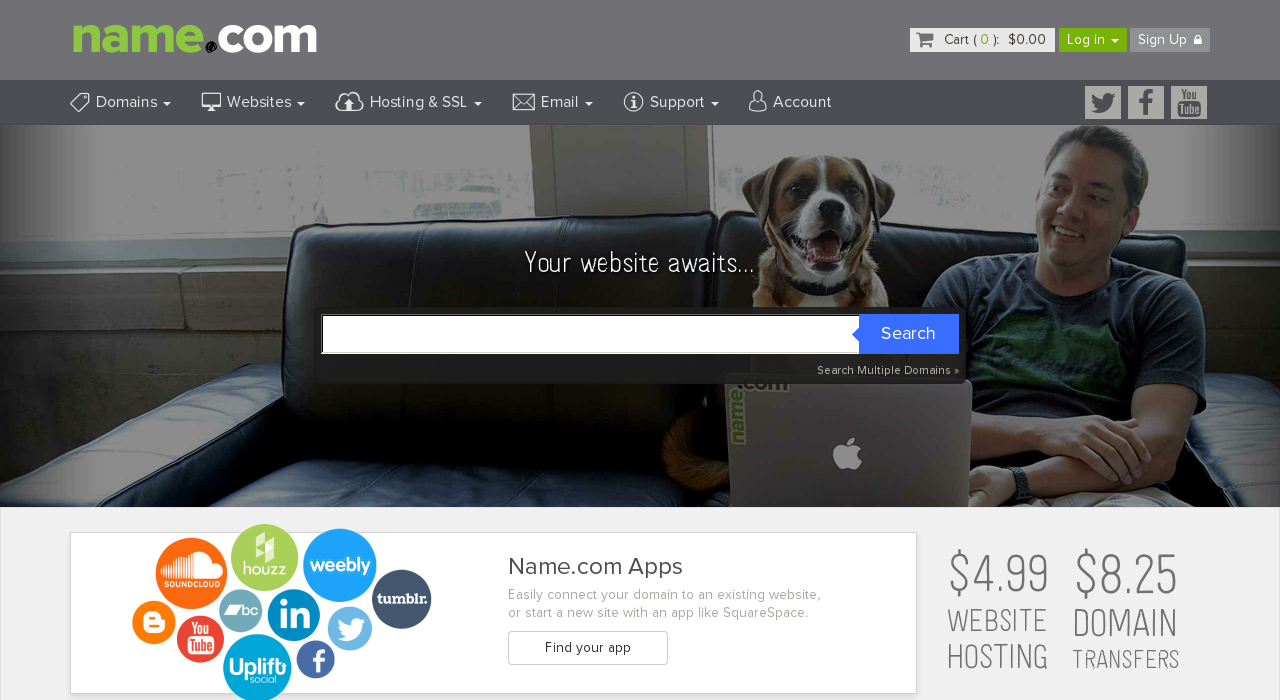 name.com
Cart ( 0 ): $0.00
Log in
Sign Up
Domains
Websites
Hosting & SSL
Email
Support
Account
You
Tube
Your website awaits...
Search
Search Multiple Domains »
name.com
name.com
SOUNDCLOUD
houzz
weebly
tumblr.
bc
in
You
Tube
Uplift
social
Name.com Apps
Easily connect your domain to an existing website,
or start a new site with an app like SquareSpace.
Find your app
$4.99
WEBSITE
HOSTING
$8.25
DOMAIN
TRANSFERS